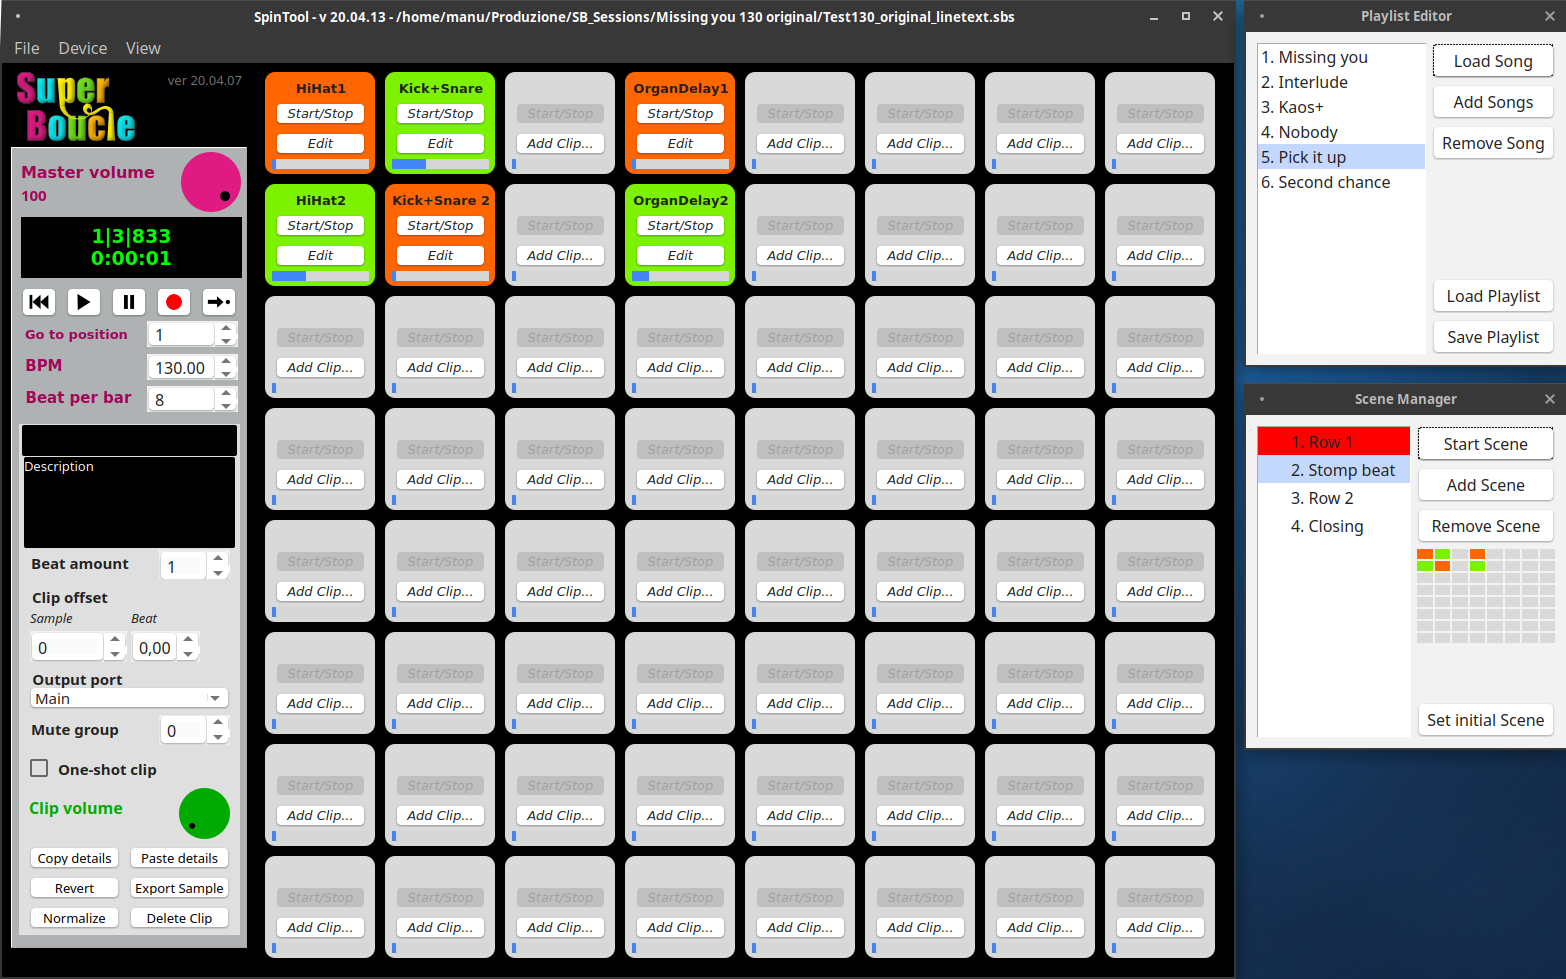 SpinTool - v 20.04.13 - /home/manu/Produzione/SB_Sessions/Missing you 130 original/Test130_original_linetext.sbs
File Device View
Super Boucle
ver 20.04.07
Master volume
100
1|3|833
0:00:01
Go to position 1
BPM 130.00
Beat per bar 8
Description
Beat amount 1
Clip offset
Sample Beat
0 0,00
Output port
Main
Mute group 0
One-shot clip
Clip volume
Copy details Paste details
Revert Export Sample
Normalize Delete Clip
HiHat1 Kick+Snare OrganDelay1
Start/Stop Start/Stop Start/Stop Start/Stop Start/Stop Start/Stop Start/Stop Start/Stop
Edit Edit Add Clip... Edit Add Clip... Add Clip... Add Clip... Add Clip...
HiHat2 Kick+Snare 2 OrganDelay2
Start/Stop Start/Stop Start/Stop Start/Stop Start/Stop Start/Stop Start/Stop Start/Stop
Edit Edit Add Clip... Edit Add Clip... Add Clip... Add Clip... Add Clip...
Start/Stop Start/Stop Start/Stop Start/Stop Start/Stop Start/Stop Start/Stop Start/Stop
Add Clip... Add Clip... Add Clip... Add Clip... Add Clip... Add Clip... Add Clip... Add Clip...
Start/Stop Start/Stop Start/Stop Start/Stop Start/Stop Start/Stop Start/Stop Start/Stop
Add Clip... Add Clip... Add Clip... Add Clip... Add Clip... Add Clip... Add Clip... Add Clip...
Start/Stop Start/Stop Start/Stop Start/Stop Start/Stop Start/Stop Start/Stop Start/Stop
Add Clip... Add Clip... Add Clip... Add Clip... Add Clip... Add Clip... Add Clip... Add Clip...
Start/Stop Start/Stop Start/Stop Start/Stop Start/Stop Start/Stop Start/Stop Start/Stop
Add Clip... Add Clip... Add Clip... Add Clip... Add Clip... Add Clip... Add Clip... Add Clip...
Start/Stop Start/Stop Start/Stop Start/Stop Start/Stop Start/Stop Start/Stop Start/Stop
Add Clip... Add Clip... Add Clip... Add Clip... Add Clip... Add Clip... Add Clip... Add Clip...
Start/Stop Start/Stop Start/Stop Start/Stop Start/Stop Start/Stop Start/Stop Start/Stop
Add Clip... Add Clip... Add Clip... Add Clip... Add Clip... Add Clip... Add Clip... Add Clip...
Playlist Editor
1. Missing you
2. Interlude
3. Kaos+
4. Nobody
5. Pick it up
6. Second chance
Load Song
Add Songs
Remove Song
Load Playlist
Save Playlist
Scene Manager
1. Row 1
2. Stomp beat
3. Row 2
4. Closing
Start Scene
Add Scene
Remove Scene
Set initial Scene